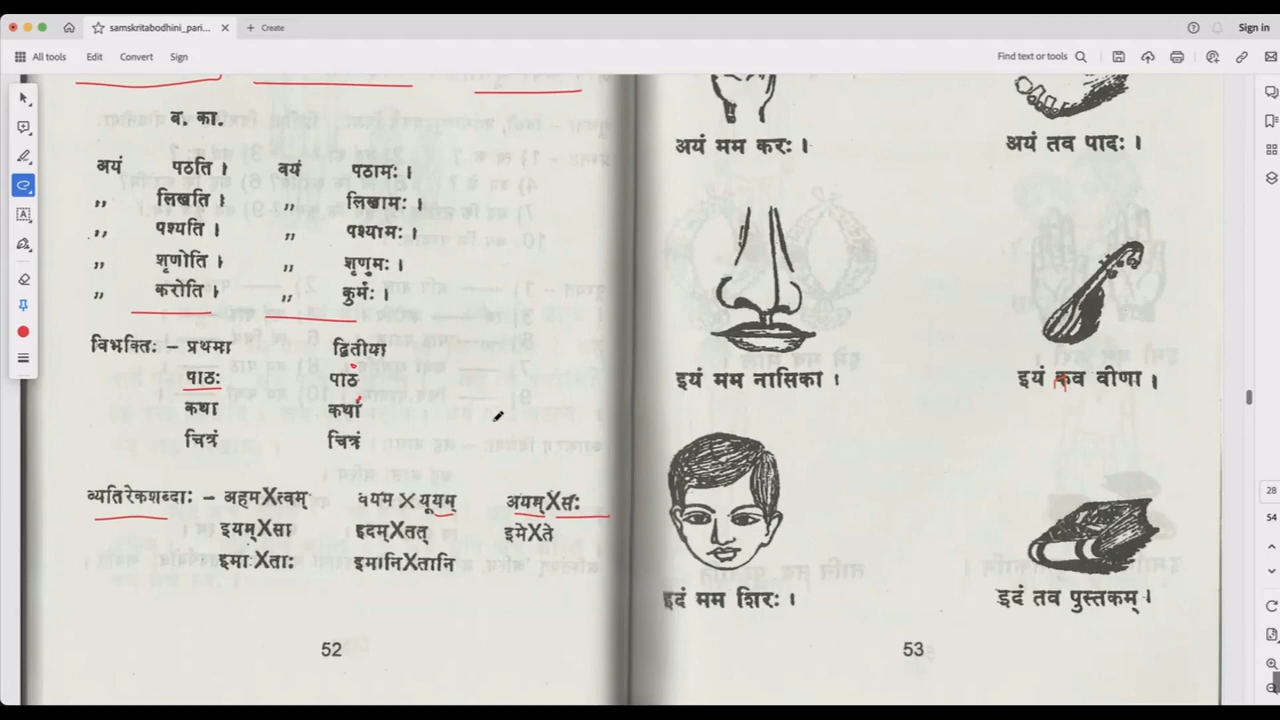 samskritabodhini_pari...
Create
Sign in
All tools
Edit
Convert
Sign
Find text or tools
ब. का.
अयं पठति । वयं पठामः ।
,, लिखति । ,, लिखामः ।
,, पश्यति । ,, पश्यामः ।
,, शृणोति । ,, शृणुमः ।
,, करोति । ,, कुर्मः ।
विभक्तिः – प्रथमा द्वितीया
पाठः पाठं
कथा कथां
चित्रं चित्रं
व्यतिरेकशब्दाः – अहम्Xत्वम् वयम्Xयूयम् अयम्Xसः
इयम्Xसा इदम्Xतत् इमेXते
इमाःXताः इमानिXतानि
52
अयं मम करः । अयं तव पादः ।
इयं मम नासिका । इयं तव वीणा ।
इदं मम शिरः । इदं तव पुस्तकम् ।
53
28
54